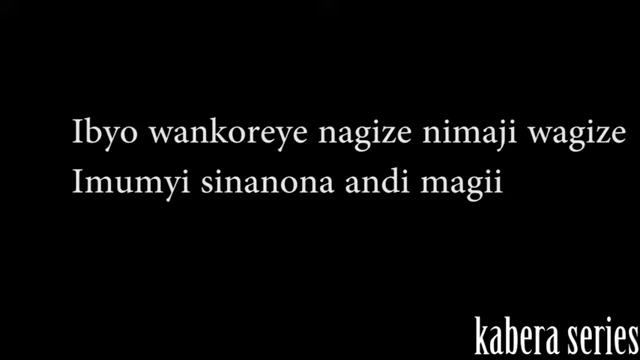 Ibyo wankoreye nagize nimaji wagize
Imumyi sinanona andi magii
kabera series